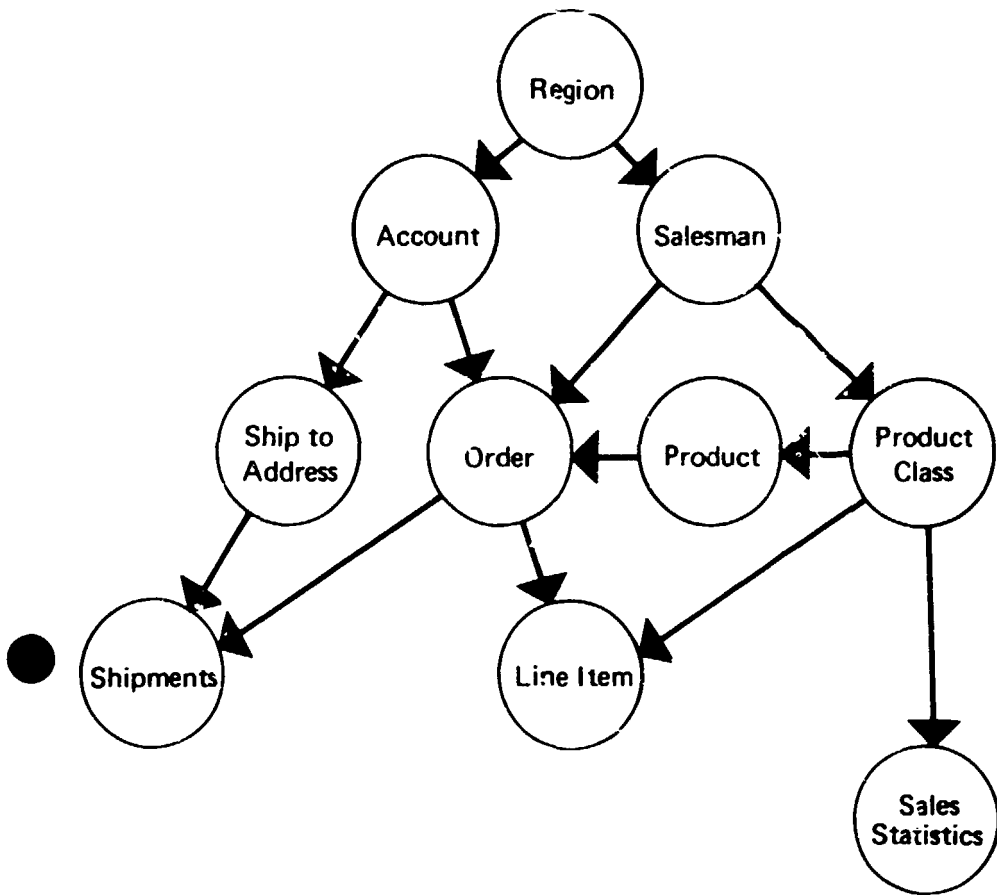 Region
Account
Salesman
Ship to
Address
Order
Product
Product
Class
Shipments
Line Item
Sales
Statistics